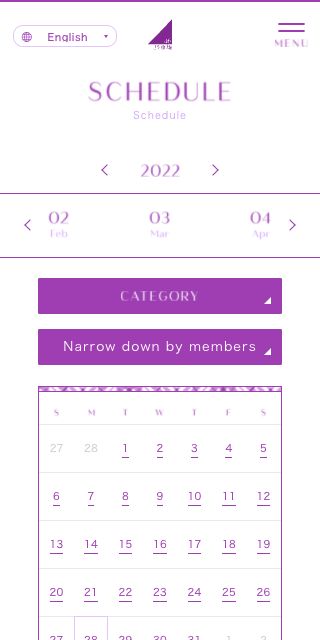 English
MENU
SCHEDULE
Schedule
2022
02 03 04
Feb Mar Apr
CATEGORY
Narrow down by members
S M T W T F S
27 28 1 2 3 4 5
6 7 8 9 10 11 12
13 14 15 16 17 18 19
20 21 22 23 24 25 26
27 28 29 30 31 1 2